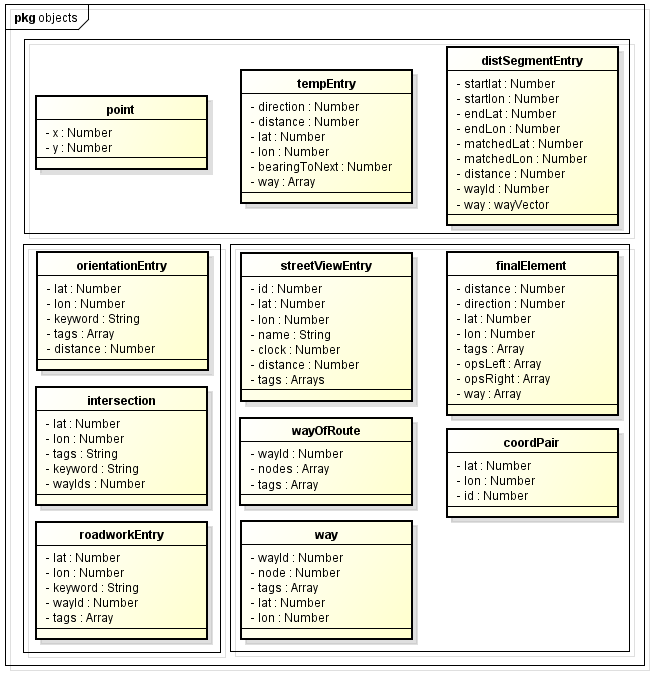 pkg objects
point
- x : Number
- y : Number
tempEntry
- direction : Number
- distance : Number
- lat : Number
- lon : Number
- bearingToNext : Number
- way : Array
distSegmentEntry
- startlat : Number
- startlon : Number
- endLat : Number
- endLon : Number
- matchedLat : Number
- matchedLon : Number
- distance : Number
- wayId : Number
- way : wayVector
orientationEntry
- lat : Number
- lon : Number
- keyword : String
- tags : Array
- distance : Number
intersection
- lat : Number
- lon : Number
- tags : String
- keyword : String
- wayIds : Number
roadworkEntry
- lat : Number
- lon : Number
- keyword : String
- wayId : Number
- tags : Array
streetViewEntry
- id : Number
- lat : Number
- lon : Number
- name : String
- clock : Number
- distance : Number
- tags : Arrays
wayOfRoute
- wayId : Number
- nodes : Array
- tags : Array
way
- wayId : Number
- node : Number
- tags : Array
- lat : Number
- lon : Number
finalElement
- distance : Number
- direction : Number
- lat : Number
- lon : Number
- tags : Array
- opsLeft : Array
- opsRight : Array
- way : Array
coordPair
- lat : Number
- lon : Number
- id : Number